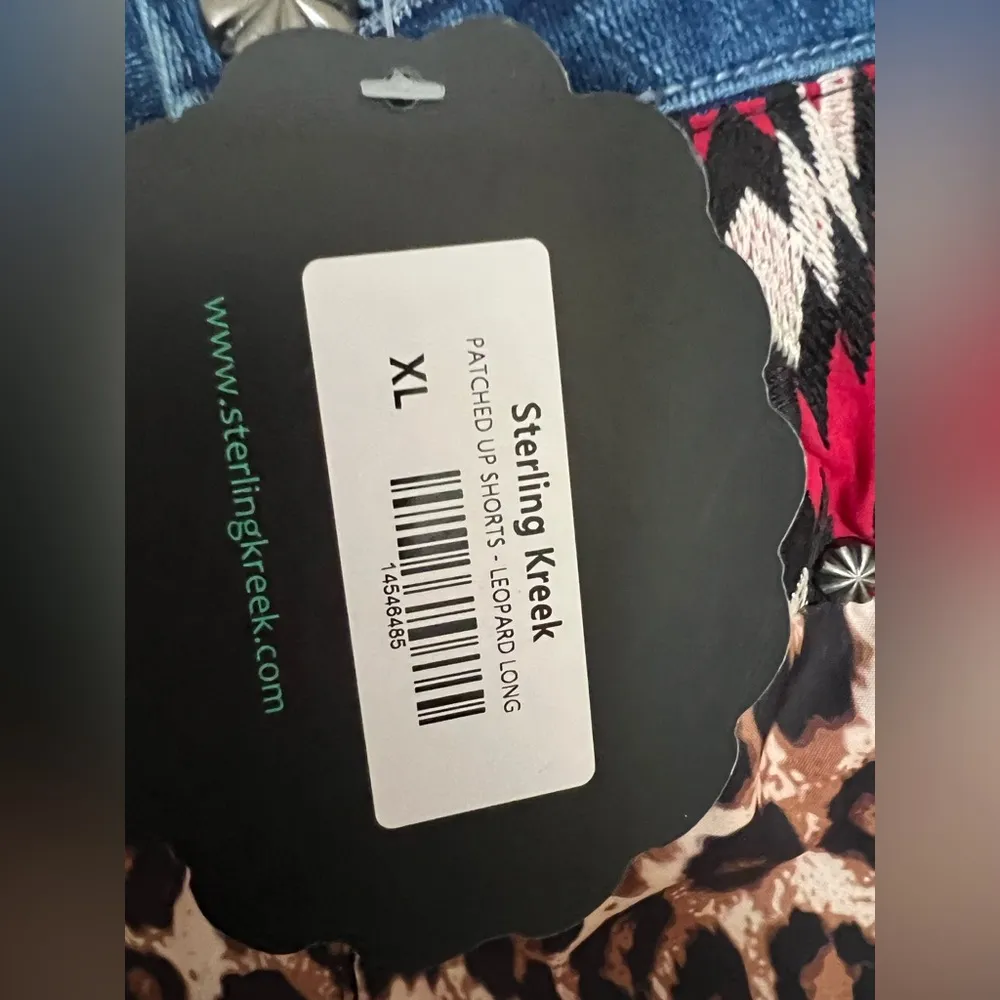 Sterling Kreek
PATCHED UP SHORTS - LEOPARD LONG
XL
14546485
www.sterlingkreek.com